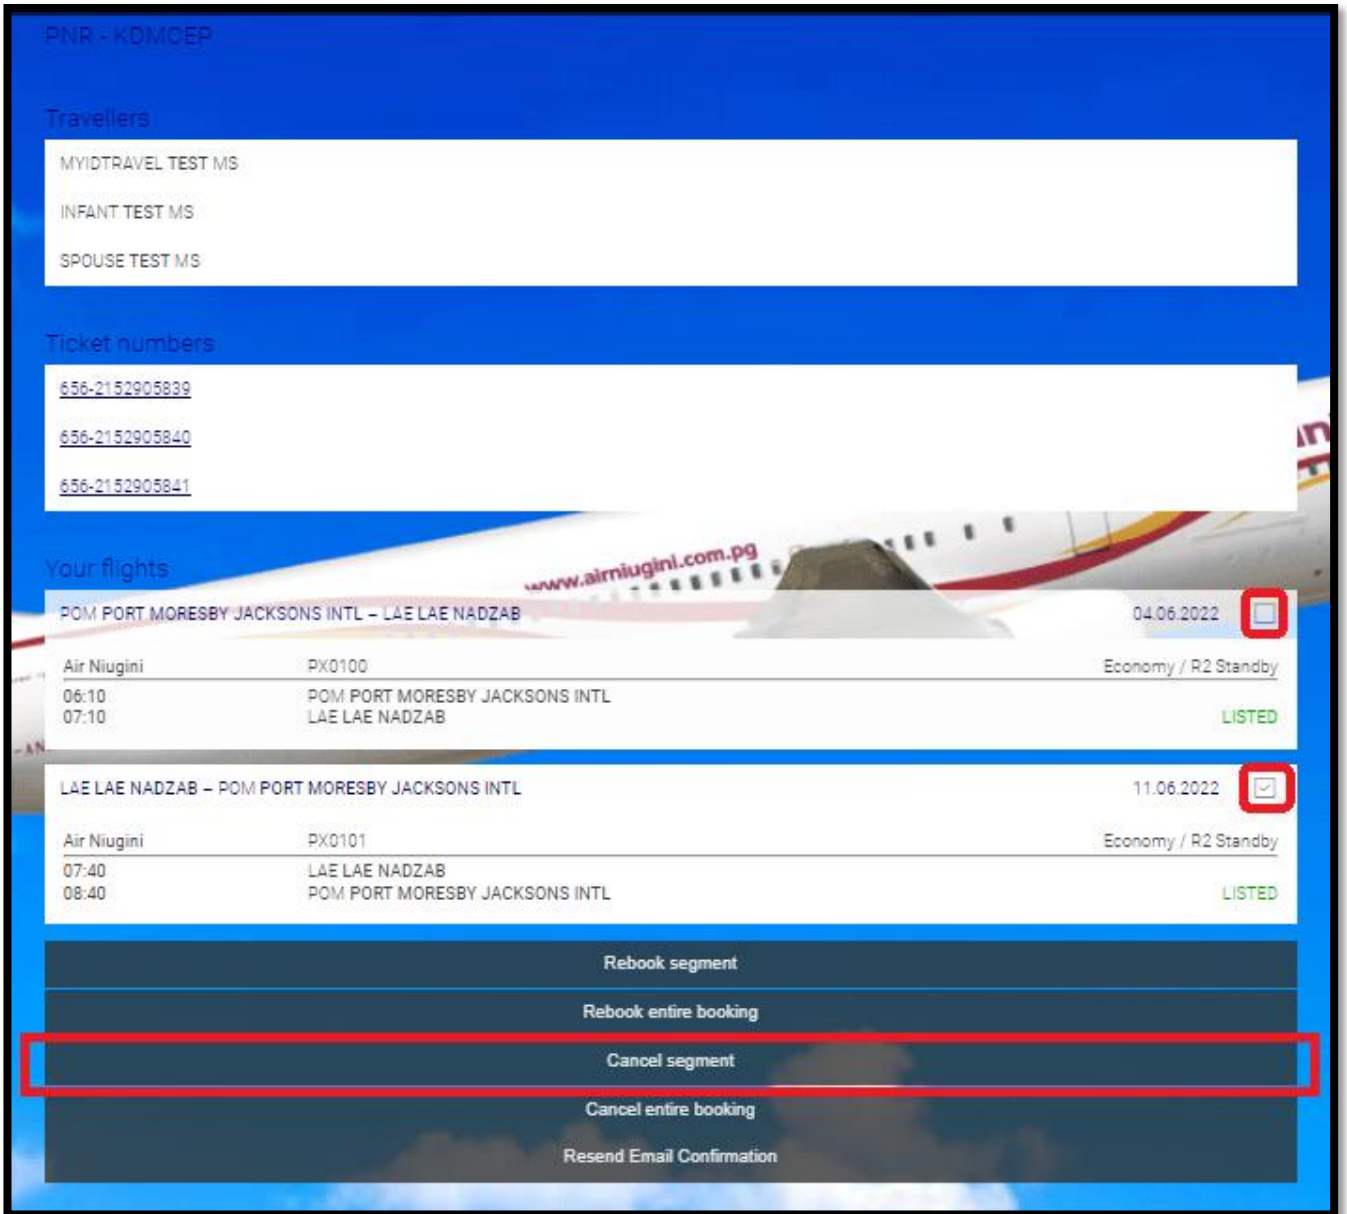 PNR - KDMCEP
Travellers
MYIDTRAVEL TEST MS
INFANT TEST MS
SPOUSE TEST MS
Ticket numbers
656-2152905839
656-2152905840
656-2152905841
www.airniugini.com.pg
Your flights
POM PORT MORESBY JACKSONS INTL – LAE LAE NADZAB 04.06.2022
Air Niugini PX0100 Economy / R2 Standby
06:10 POM PORT MORESBY JACKSONS INTL
07:10 LAE LAE NADZAB LISTED
LAE LAE NADZAB – POM PORT MORESBY JACKSONS INTL 11.06.2022
Air Niugini PX0101 Economy / R2 Standby
07:40 LAE LAE NADZAB
08:40 POM PORT MORESBY JACKSONS INTL LISTED
Rebook segment
Rebook entire booking
Cancel segment
Cancel entire booking
Resend Email Confirmation